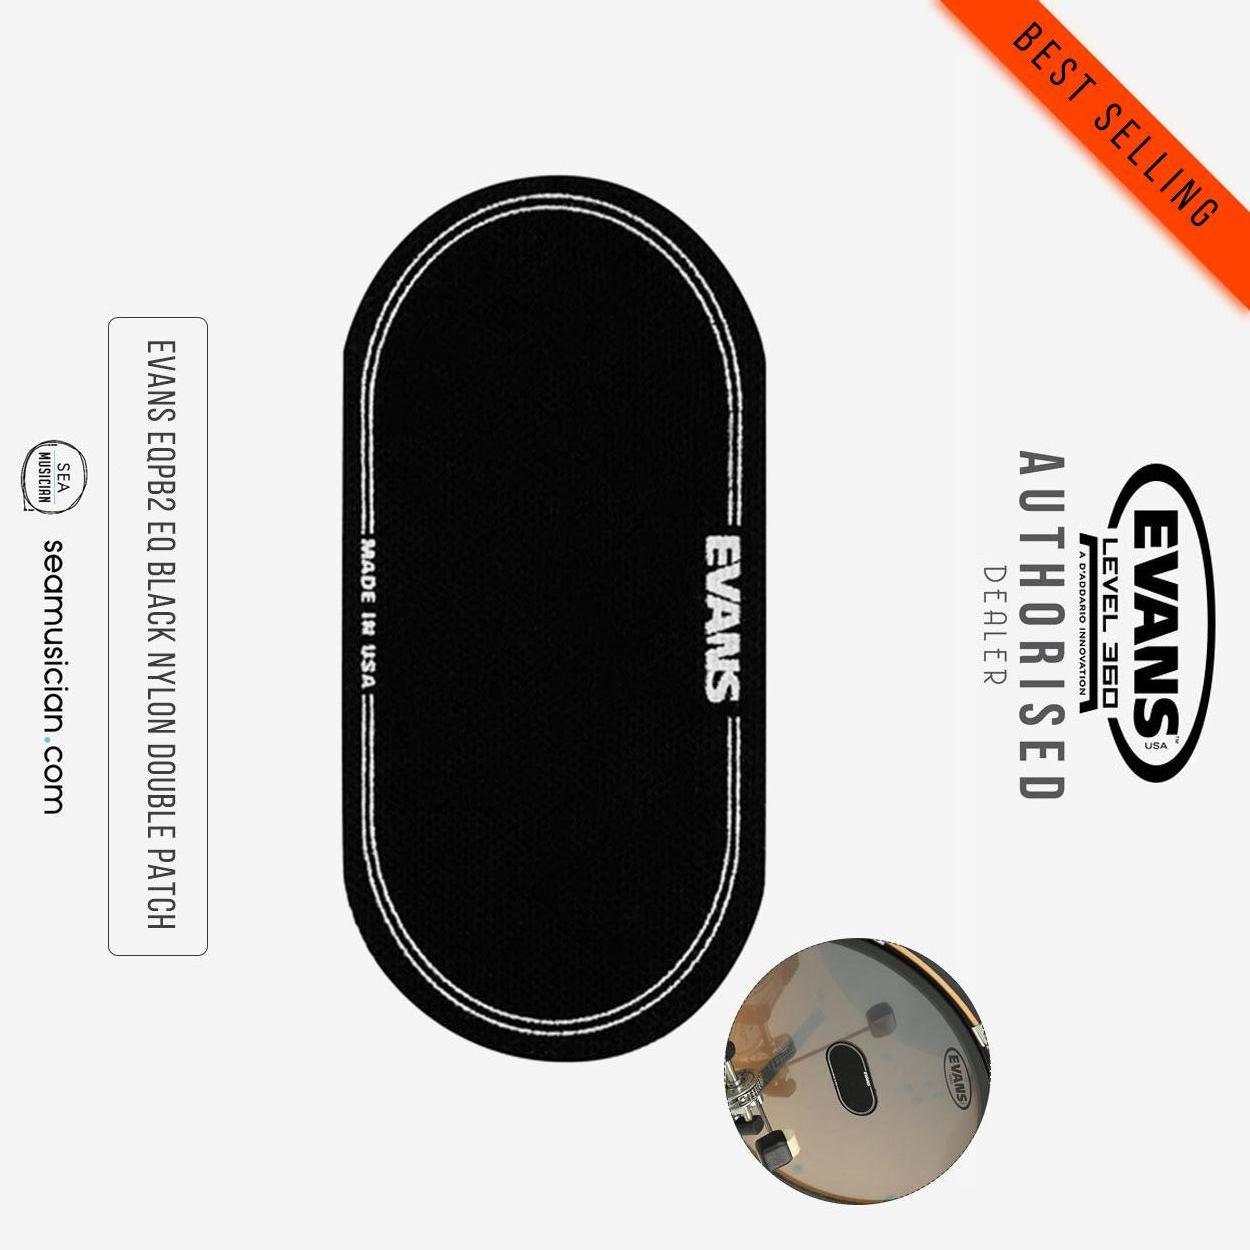 BEST SELLING
EVANS
USA
LEVEL 360
A D'ADDARIO INNOVATION
AUTHORISED
DEALER
EVANS
MADE IN USA
EVANS
EVANS EQPB2 EQ BLACK NYLON DOUBLE PATCH
SEA
MUSICIAN
seamusician.com